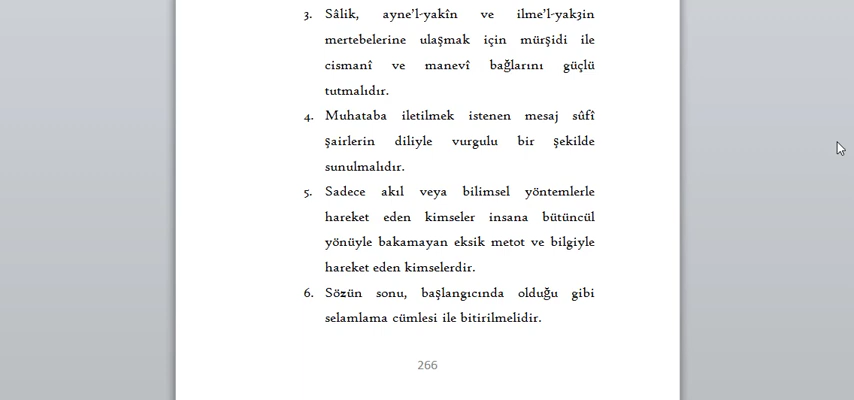 3. Sâlik, ayne'l-yakîn ve ilme'l-yak3in
mertebelerine ulaşmak için mürşidi ile
cismanî ve manevî bağlarını güçlü
tutmalıdır.
4. Muhataba iletilmek istenen mesaj sûfî
şairlerin diliyle vurgulu bir şekilde
sunulmalıdır.
5. Sadece akıl veya bilimsel yöntemlerle
hareket eden kimseler insana bütüncül
yönüyle bakamayan eksik metot ve bilgiyle
hareket eden kimselerdir.
6. Sözün sonu, başlangıcında olduğu gibi
selamlama cümlesi ile bitirilmelidir.
266